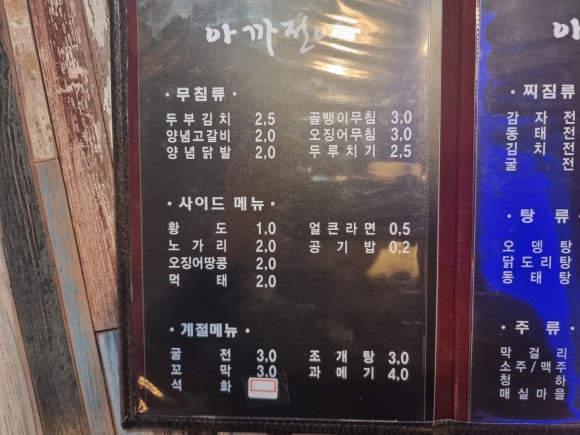 아까전에
· 무침류 ·
두부김치 2,5 골뱅이무침 3,0
양념고갈비 2,0 오징어무침 3,0
양념닭발 2,0 두루치기 2,5
· 사이드 메뉴 ·
황도 1,0 얼큰라면 0,5
노가리 2,0 공기밥 0,2
오징어땅콩 2,0
먹태 2,0
· 계절메뉴 ·
굴전 3,0 조개탕 3,0
꼬막 3,0 과메기 4,0
석화
아
· 찌짐류
감자전
동태전
김치전
굴전
· 탕류
오뎅탕
닭도리탕
동태탕
· 주류
막걸리
소주/맥주
청하
매실마을